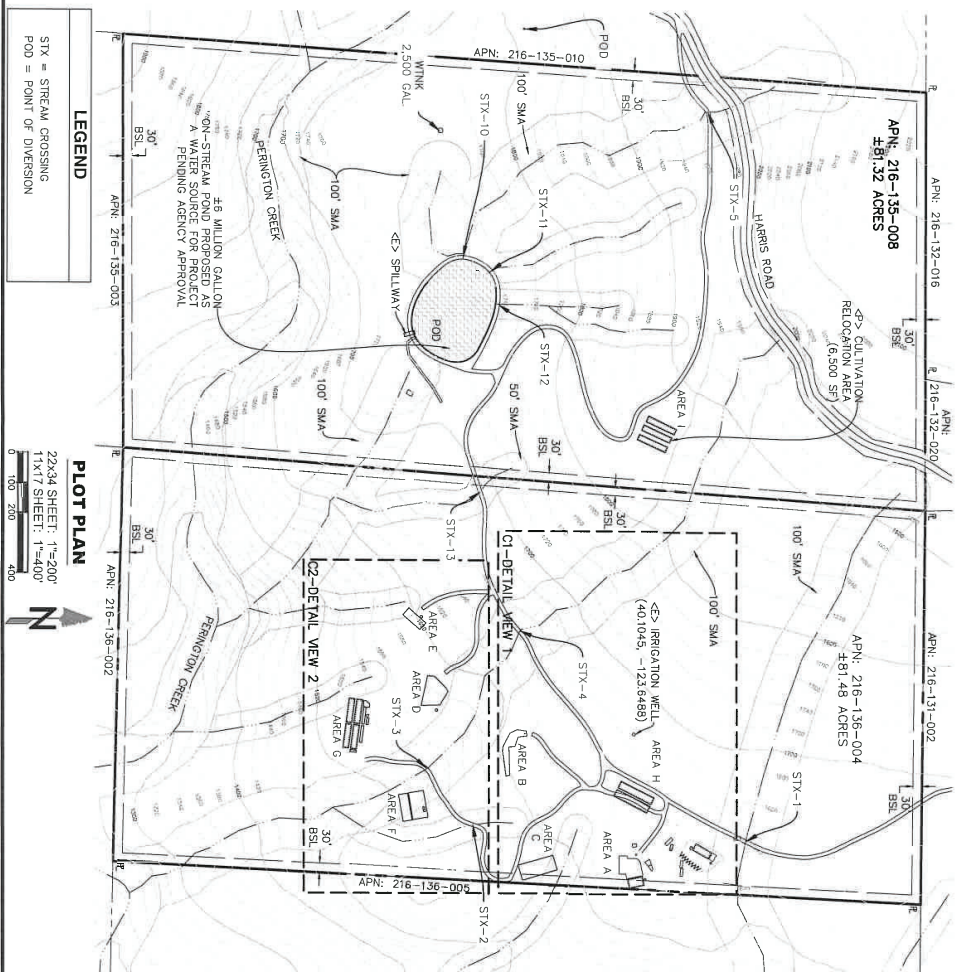 APN: 216-132-016
30'
BSL
APN:
216-132-020
APN: 216-131-002
30'
BSL
APN: 216-135-008
±81.32 ACRES
APN: 216-135-010
POD
30'
BSL
HARRIS ROAD
STX-5
<P> CULTIVATION
RELOCATION AREA
(6,500 SF)
AREA I
WTNK
2,500 GAL
STX-10
100' SMA
STX-11
STX-12
POD
<E> SPILLWAY
100' SMA
PERINGTON CREEK
±6 MILLION GALLON
ON-STREAM POND PROPOSED AS
A WATER SOURCE FOR PROJECT
PENDING AGENCY APPROVAL
30'
BSL
APN: 216-135-003
100' SMA
50' SMA
30'
BSL
30'
BSL
STX-13
APN: 216-136-004
±81.48 ACRES
100' SMA
100' SMA
C1-DETAIL VIEW 1
<E> IRRIGATION WELL
(40.1045, -123.6488)
STX-4
STX-1
AREA H
AREA B
AREA C
AREA A
C2-DETAIL VIEW 2
AREA E
AREA D
STX-3
AREA G
AREA F
30'
BSL
APN: 216-136-005
STX-2
PERINGTON CREEK
30'
BSL
APN: 216-136-002
LEGEND
STX = STREAM CROSSING
POD = POINT OF DIVERSION
PLOT PLAN
22x34 SHEET: 1"=200'
11x17 SHEET: 1"=400'
0 100 200 400
N